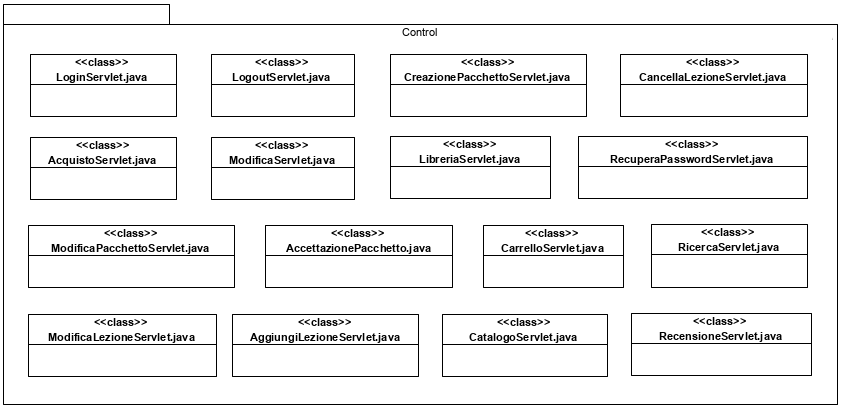 Control
<<class>>
LoginServlet.java
<<class>>
LogoutServlet.java
<<class>>
CreazionePacchettoServlet.java
<<class>>
CancellaLezioneServlet.java
<<class>>
AcquistoServlet.java
<<class>>
ModificaServlet.java
<<class>>
LibreriaServlet.java
<<class>>
RecuperaPasswordServlet.java
<<class>>
ModificaPacchettoServlet.java
<<class>>
AccettazionePacchetto.java
<<class>>
CarrelloServlet.java
<<class>>
RicercaServlet.java
<<class>>
ModificaLezioneServlet.java
<<class>>
AggiungiLezioneServlet.java
<<class>>
CatalogoServlet.java
<<class>>
RecensioneServlet.java